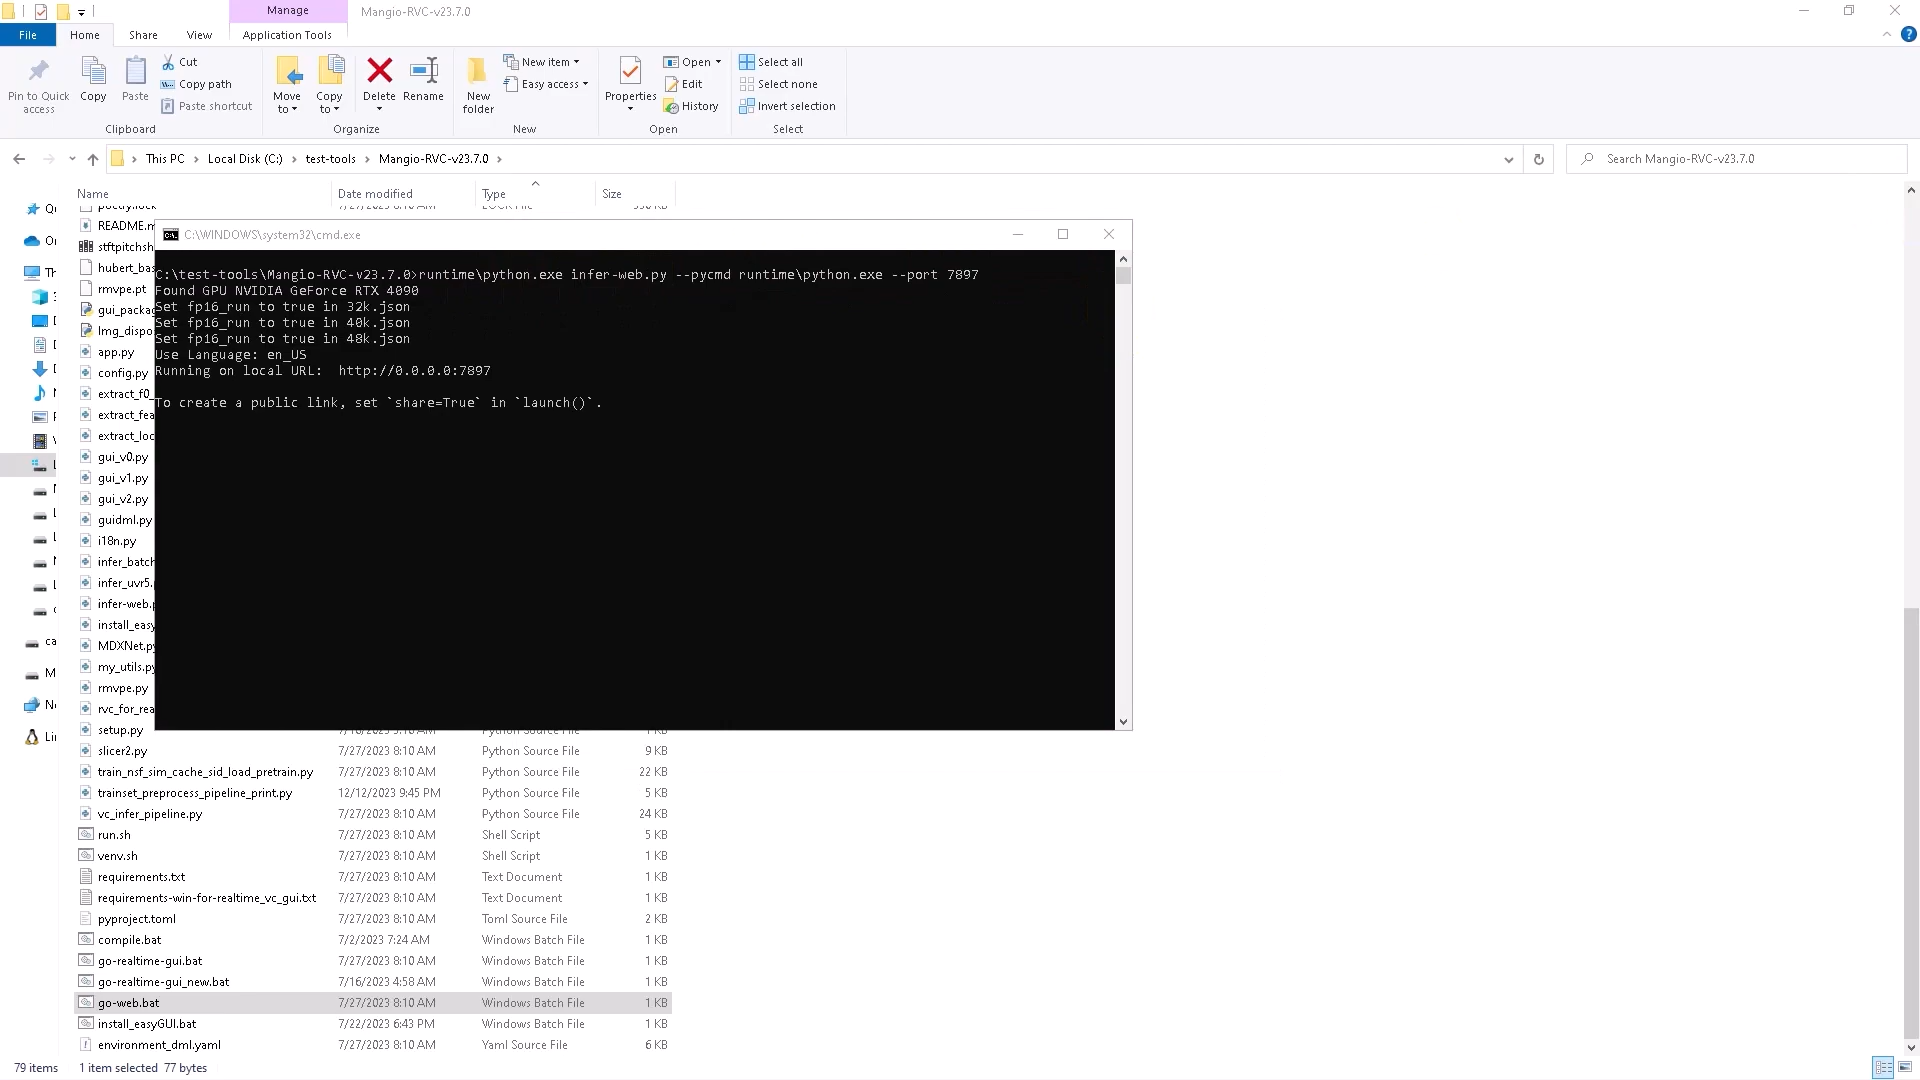 Manage
Mangio-RVC-v23.7.0
File
Home
Share
View
Application Tools
Pin to Quick access
Copy
Paste
Cut
Copy path
Paste shortcut
Clipboard
Move to
Copy to
Delete
Rename
Organize
New folder
New item
Easy access
New
Properties
Open
Edit
History
Open
Select all
Select none
Invert selection
Select
This PC
Local Disk (C:)
test-tools
Mangio-RVC-v23.7.0
Search Mangio-RVC-v23.7.0
Name
Date modified
Type
Size
C:\WINDOWS\system32\cmd.exe
C:\test-tools\Mangio-RVC-v23.7.0>runtime\python.exe infer-web.py --pycmd runtime\python.exe --port 7897
Found GPU NVIDIA GeForce RTX 4090
Set fp16_run to true in 32k.json
Set fp16_run to true in 40k.json
Set fp16_run to true in 48k.json
Use Language: en_US
Running on local URL:  http://0.0.0.0:7897
To create a public link, set `share=True` in `launch()`.
README.m
stftpitchsh
hubert_bas
rmvpe.pt
gui_packag
Img_dispo
app.py
config.py
extract_f0_
extract_fea
extract_loc
gui_v0.py
gui_v1.py
gui_v2.py
guidml.py
i18n.py
infer_batch
infer_uvr5.
infer-web.p
install_easy
MDXNet.py
my_utils.py
rmvpe.py
rvc_for_rea
setup.py
slicer2.py 7/27/2023 8:10 AM Python Source File 9 KB
train_nsf_sim_cache_sid_load_pretrain.py 7/27/2023 8:10 AM Python Source File 22 KB
trainset_preprocess_pipeline_print.py 12/12/2023 9:45 PM Python Source File 5 KB
vc_infer_pipeline.py 7/27/2023 8:10 AM Python Source File 24 KB
run.sh 7/27/2023 8:10 AM Shell Script 5 KB
venv.sh 7/27/2023 8:10 AM Shell Script 1 KB
requirements.txt 7/27/2023 8:10 AM Text Document 1 KB
requirements-win-for-realtime_vc_gui.txt 7/27/2023 8:10 AM Text Document 1 KB
pyproject.toml 7/27/2023 8:10 AM Toml Source File 2 KB
compile.bat 7/2/2023 7:24 AM Windows Batch File 1 KB
go-realtime-gui.bat 7/27/2023 8:10 AM Windows Batch File 1 KB
go-realtime-gui_new.bat 7/16/2023 4:58 AM Windows Batch File 1 KB
go-web.bat 7/27/2023 8:10 AM Windows Batch File 1 KB
install_easyGUI.bat 7/22/2023 6:43 PM Windows Batch File 1 KB
environment_dml.yaml 7/27/2023 8:10 AM Yaml Source File 6 KB
79 items
1 item selected
77 bytes